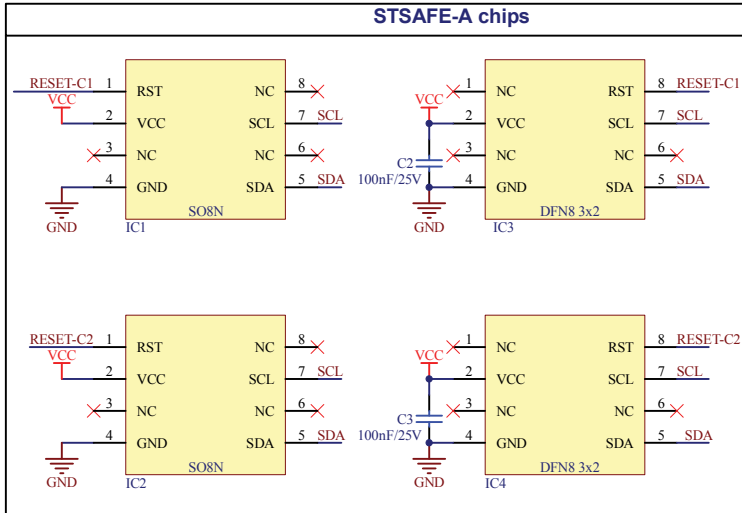 STSAFE-A chips
RESET-C1 1 RST NC 8
VCC 2 VCC SCL 7 SCL
3 NC NC 6
4 GND SDA 5 SDA
GND SO8N
IC1
1 NC RST 8 RESET-C1
VCC 2 VCC SCL 7 SCL
3 NC NC 6
C2
100nF/25V 4 GND SDA 5 SDA
GND DFN8 3x2
IC3
RESET-C2 1 RST NC 8
VCC 2 VCC SCL 7 SCL
3 NC NC 6
4 GND SDA 5 SDA
GND SO8N
IC2
1 NC RST 8 RESET-C2
VCC 2 VCC SCL 7 SCL
3 NC NC 6
C3
100nF/25V 4 GND SDA 5 SDA
GND DFN8 3x2
IC4